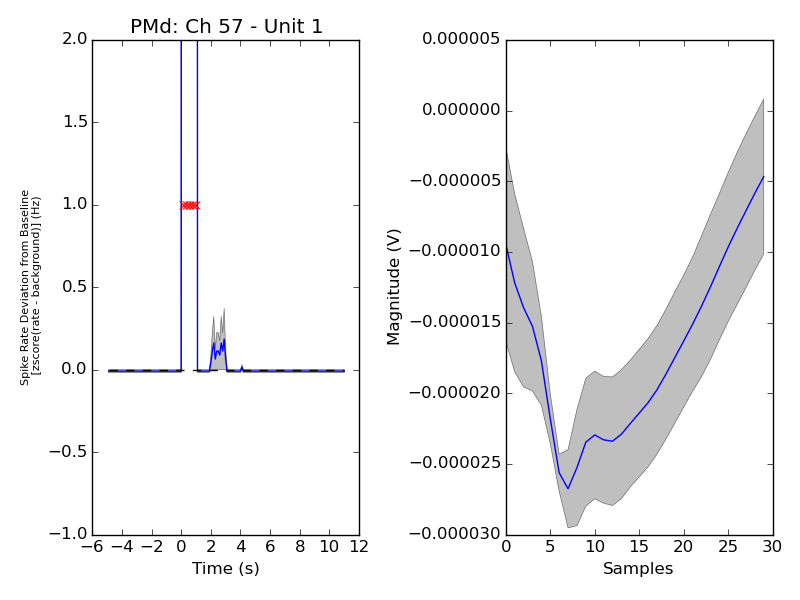 PMd: Ch 57 - Unit 1
2.0
1.5
1.0
0.5
0.0
−0.5
−1.0
−6 −4 −2 0 2 4 6 8 10 12
Time (s)
Spike Rate Deviation from Baseline
[zscore(rate - background)] (Hz)
0.000005
0.000000
−0.000005
−0.000010
−0.000015
−0.000020
−0.000025
−0.000030
0 5 10 15 20 25 30
Samples
Magnitude (V)